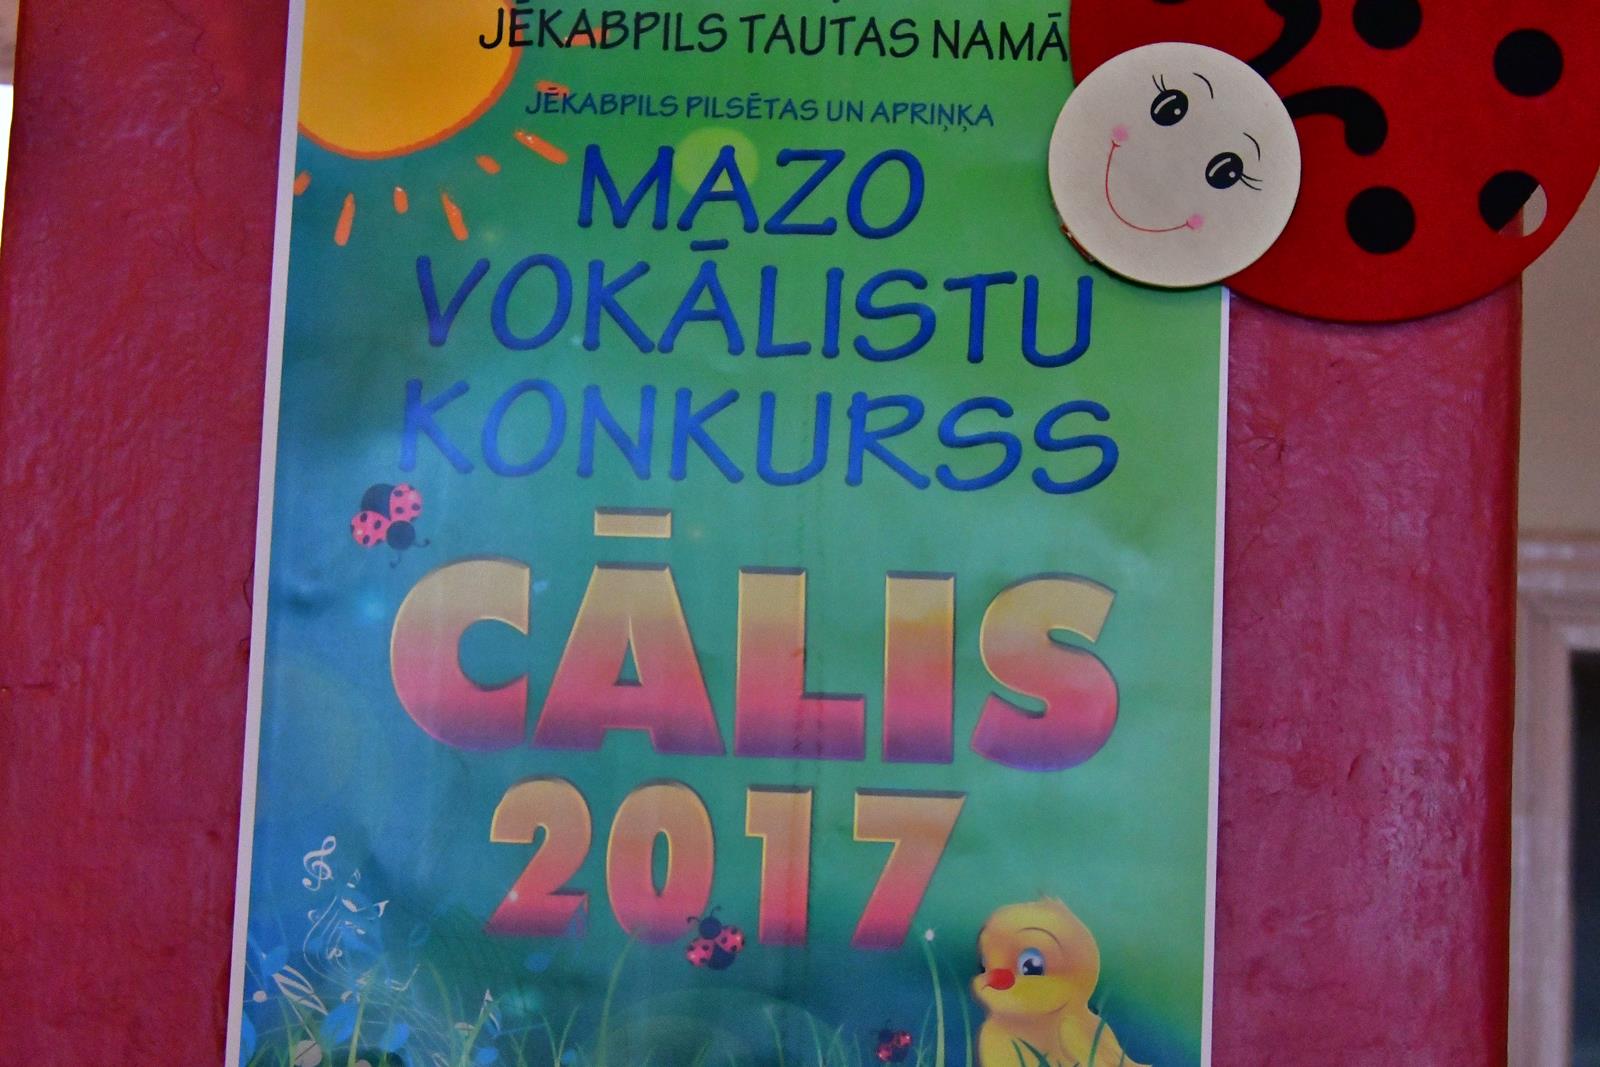 JĒKABPILS TAUTAS NAMĀ
JĒKABPILS PILSĒTAS UN APRIŅĶA
MAZO
VOKĀLISTU
KONKURSS
CĀLIS
2017